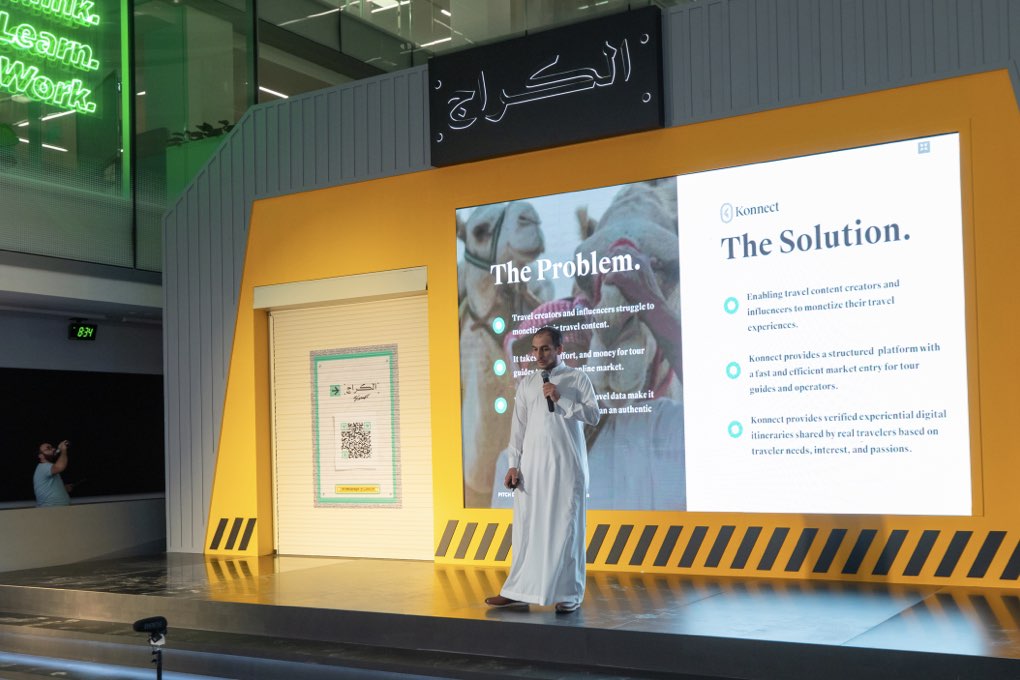 Think.
Learn.
Work.
الكراج
8:34
الكراج
The Problem.
Travel creators and influencers struggle to
monetize their travel content.
It takes effort, and money for tour
guides online market.
travel data make it
an authentic
PITCH
Konnect
The Solution.
Enabling travel content creators and
influencers to monetize their travel
experiences.
Konnect provides a structured platform with
a fast and efficient market entry for tour
guides and operators.
Konnect provides verified experiential digital
itineraries shared by real travelers based on
traveler needs, interest, and passions.